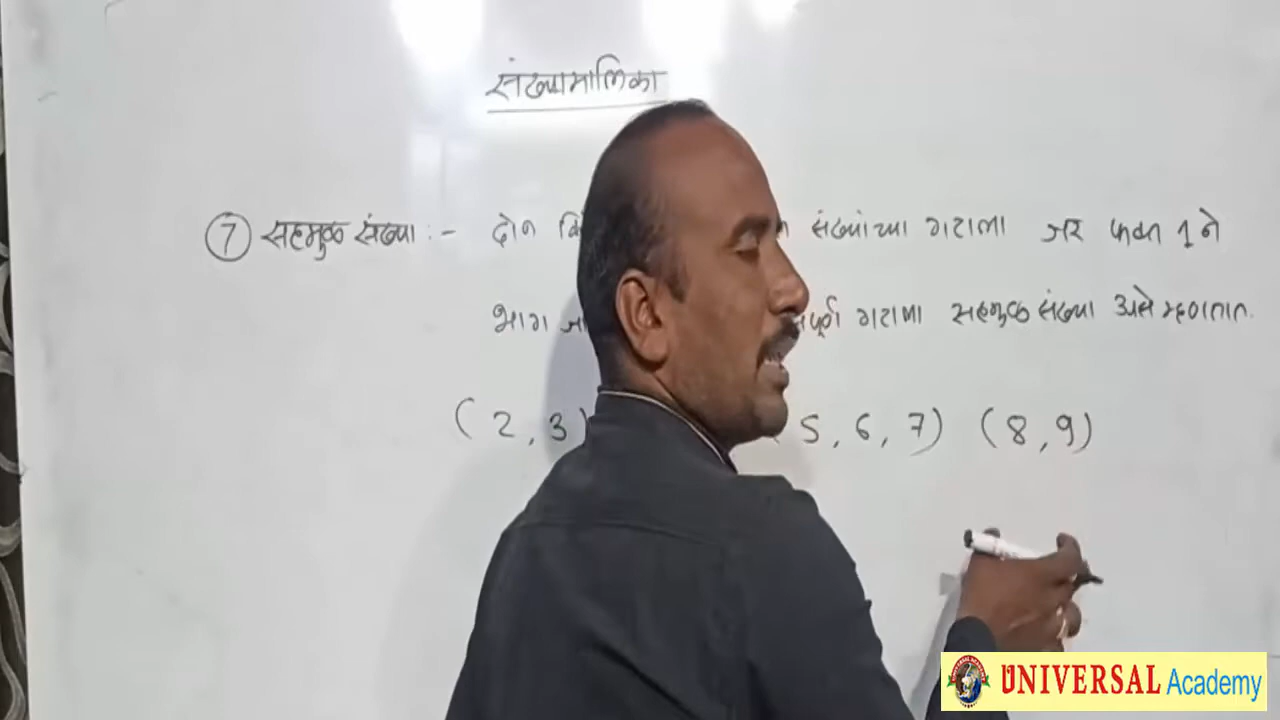 संख्यामालिका
7 सहमुळ संख्या :- दोन संख्यांच्या गटाला जर फक्त 1 ने
भाग गटाला सहमुळ संख्या असे म्हणतात.
(2, 3) 5, 6, 7) (8, 9)
UNIVERSAL Academy